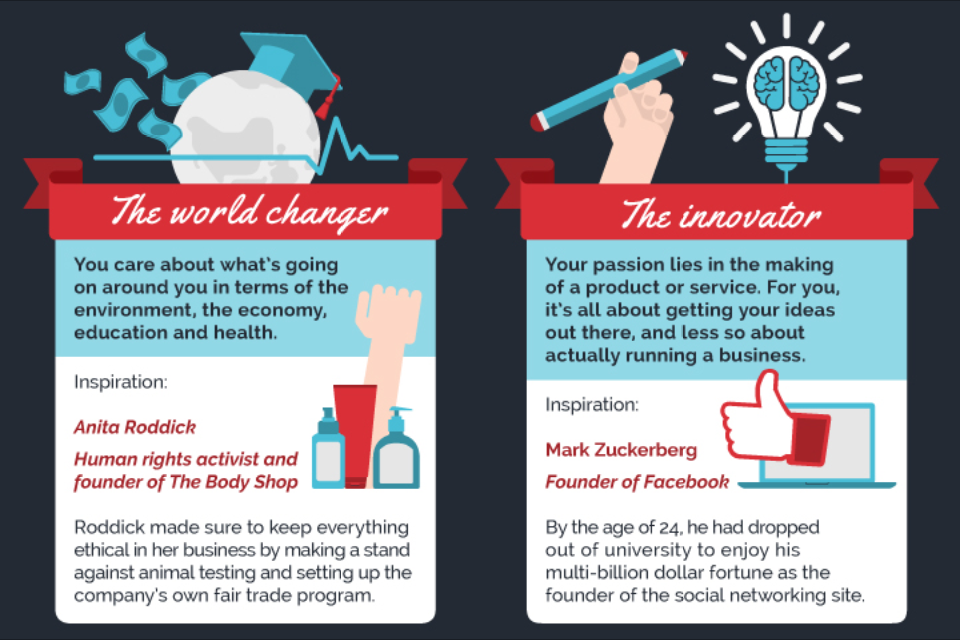 The world changer
You care about what's going
on around you in terms of the
environment, the economy,
education and health.
Inspiration:
Anita Roddick
Human rights activist and
founder of The Body Shop
Roddick made sure to keep everything
ethical in her business by making a stand
against animal testing and setting up the
company's own fair trade program.
The innovator
Your passion lies in the making
of a product or service. For you,
it's all about getting your ideas
out there, and less so about
actually running a business.
Inspiration:
Mark Zuckerberg
Founder of Facebook
By the age of 24, he had dropped
out of university to enjoy his
multi-billion dollar fortune as the
founder of the social networking site.